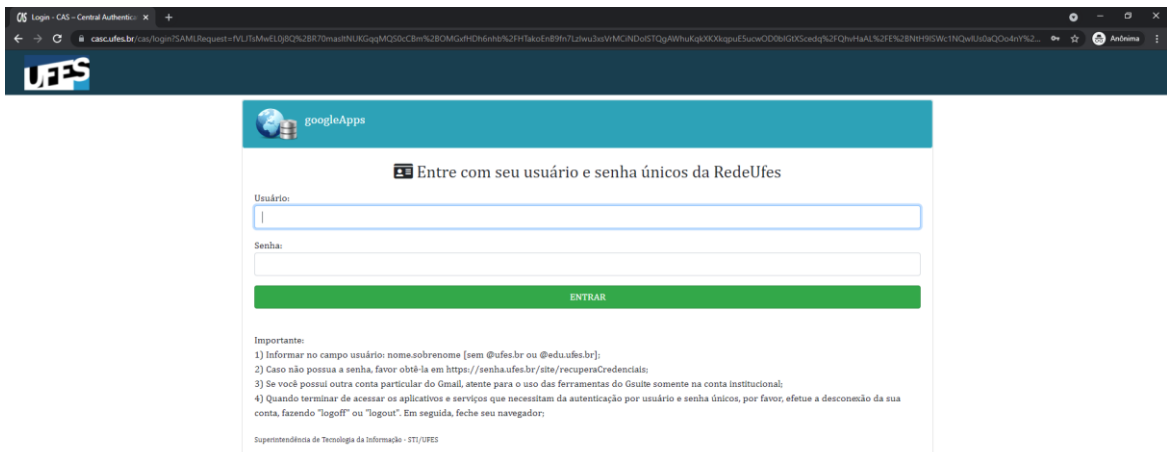 Login - CAS – Central Authentica
casc.ufes.br/cas/login?SAMLRequest=
Anônima
UFES
googleApps
Entre com seu usuário e senha únicos da RedeUfes
Usuário:
Senha:
ENTRAR
Importante:
1) Informar no campo usuário: nome.sobrenome [sem @ufes.br ou @edu.ufes.br];
2) Caso não possua a senha, favor obtê-la em https://senha.ufes.br/site/recuperaCredenciais;
3) Se você possui outra conta particular do Gmail, atente para o uso das ferramentas do Gsuite somente na conta institucional;
4) Quando terminar de acessar os aplicativos e serviços que necessitam da autenticação por usuário e senha únicos, por favor, efetue a desconexão da sua
conta, fazendo "logoff" ou "logout". Em seguida, feche seu navegador;
Superintendência de Tecnologia da Informação - STI/UFES